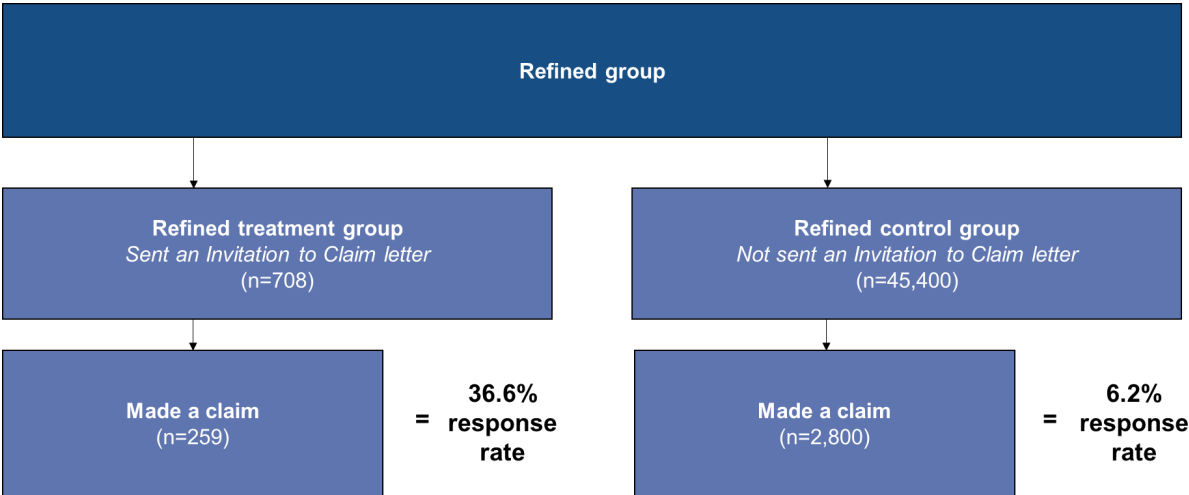 Refined group
Refined treatment group
Sent an Invitation to Claim letter
(n=708)
Refined control group
Not sent an Invitation to Claim letter
(n=45,400)
Made a claim
(n=259)
=
36.6%
response
rate
Made a claim
(n=2,800)
=
6.2%
response
rate